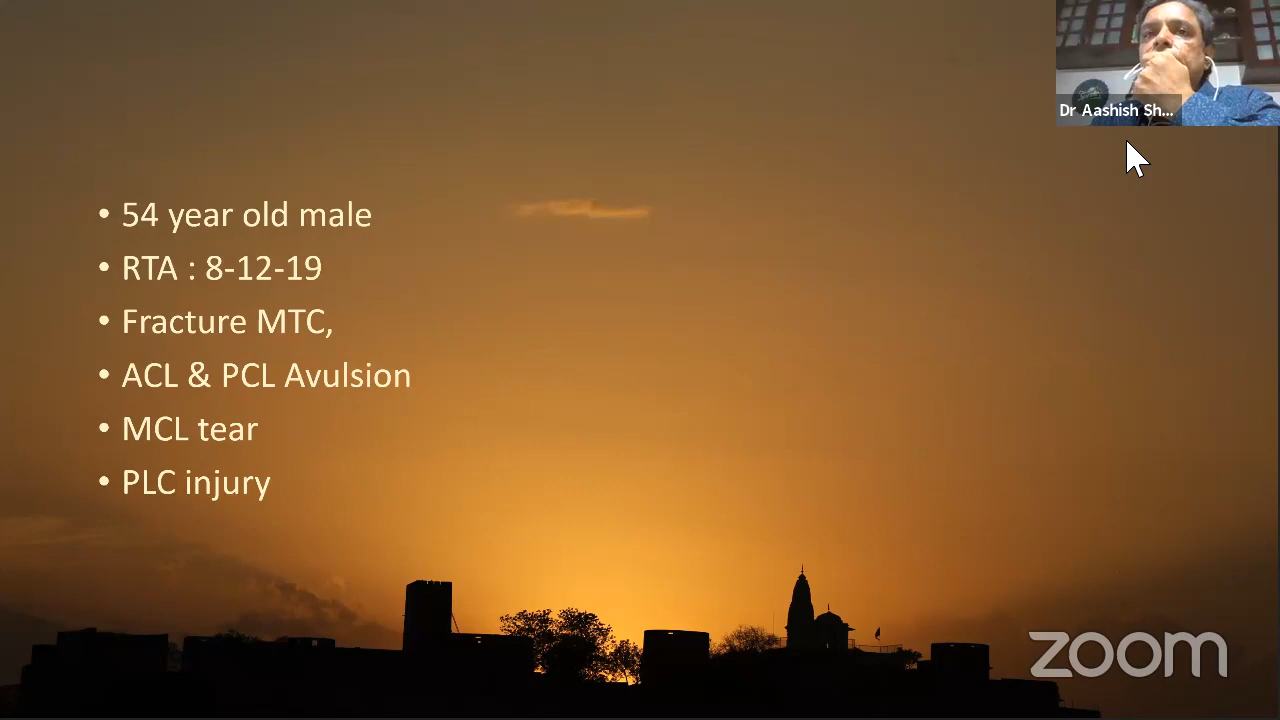 Dr Aashish Sh...
• 54 year old male
• RTA : 8-12-19
• Fracture MTC,
• ACL & PCL Avulsion
• MCL tear
• PLC injury
zoom